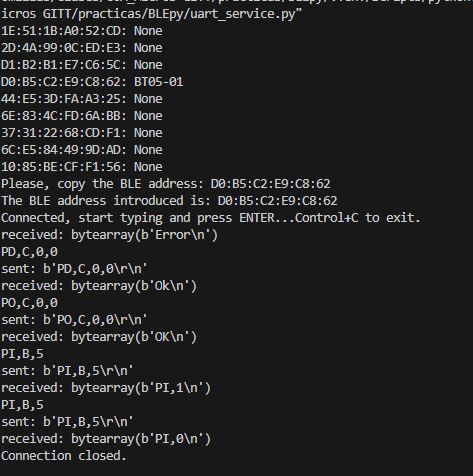 icros GITT/practicas/BLEpy/uart_service.py"
1E:51:1B:A0:52:CD: None
2D:4A:99:0C:ED:E3: None
D1:B2:B1:E7:C6:5C: None
D0:B5:C2:E9:C8:62: BT05-01
44:E5:3D:FA:A3:25: None
6E:83:4C:FD:6A:BB: None
37:31:22:68:CD:F1: None
6C:E5:84:49:9D:AD: None
10:85:BE:CF:F1:56: None
Please, copy the BLE address: D0:B5:C2:E9:C8:62
The BLE address introduced is: D0:B5:C2:E9:C8:62
Connected, start typing and press ENTER...Control+C to exit.
received: bytearray(b'Error\n')
PD,C,0,0
sent: b'PD,C,0,0\r\n'
received: bytearray(b'Ok\n')
PO,C,0,0
sent: b'PO,C,0,0\r\n'
received: bytearray(b'OK\n')
PI,B,5
sent: b'PI,B,5\r\n'
received: bytearray(b'PI,1\n')
PI,B,5
sent: b'PI,B,5\r\n'
received: bytearray(b'PI,0\n')
Connection closed.